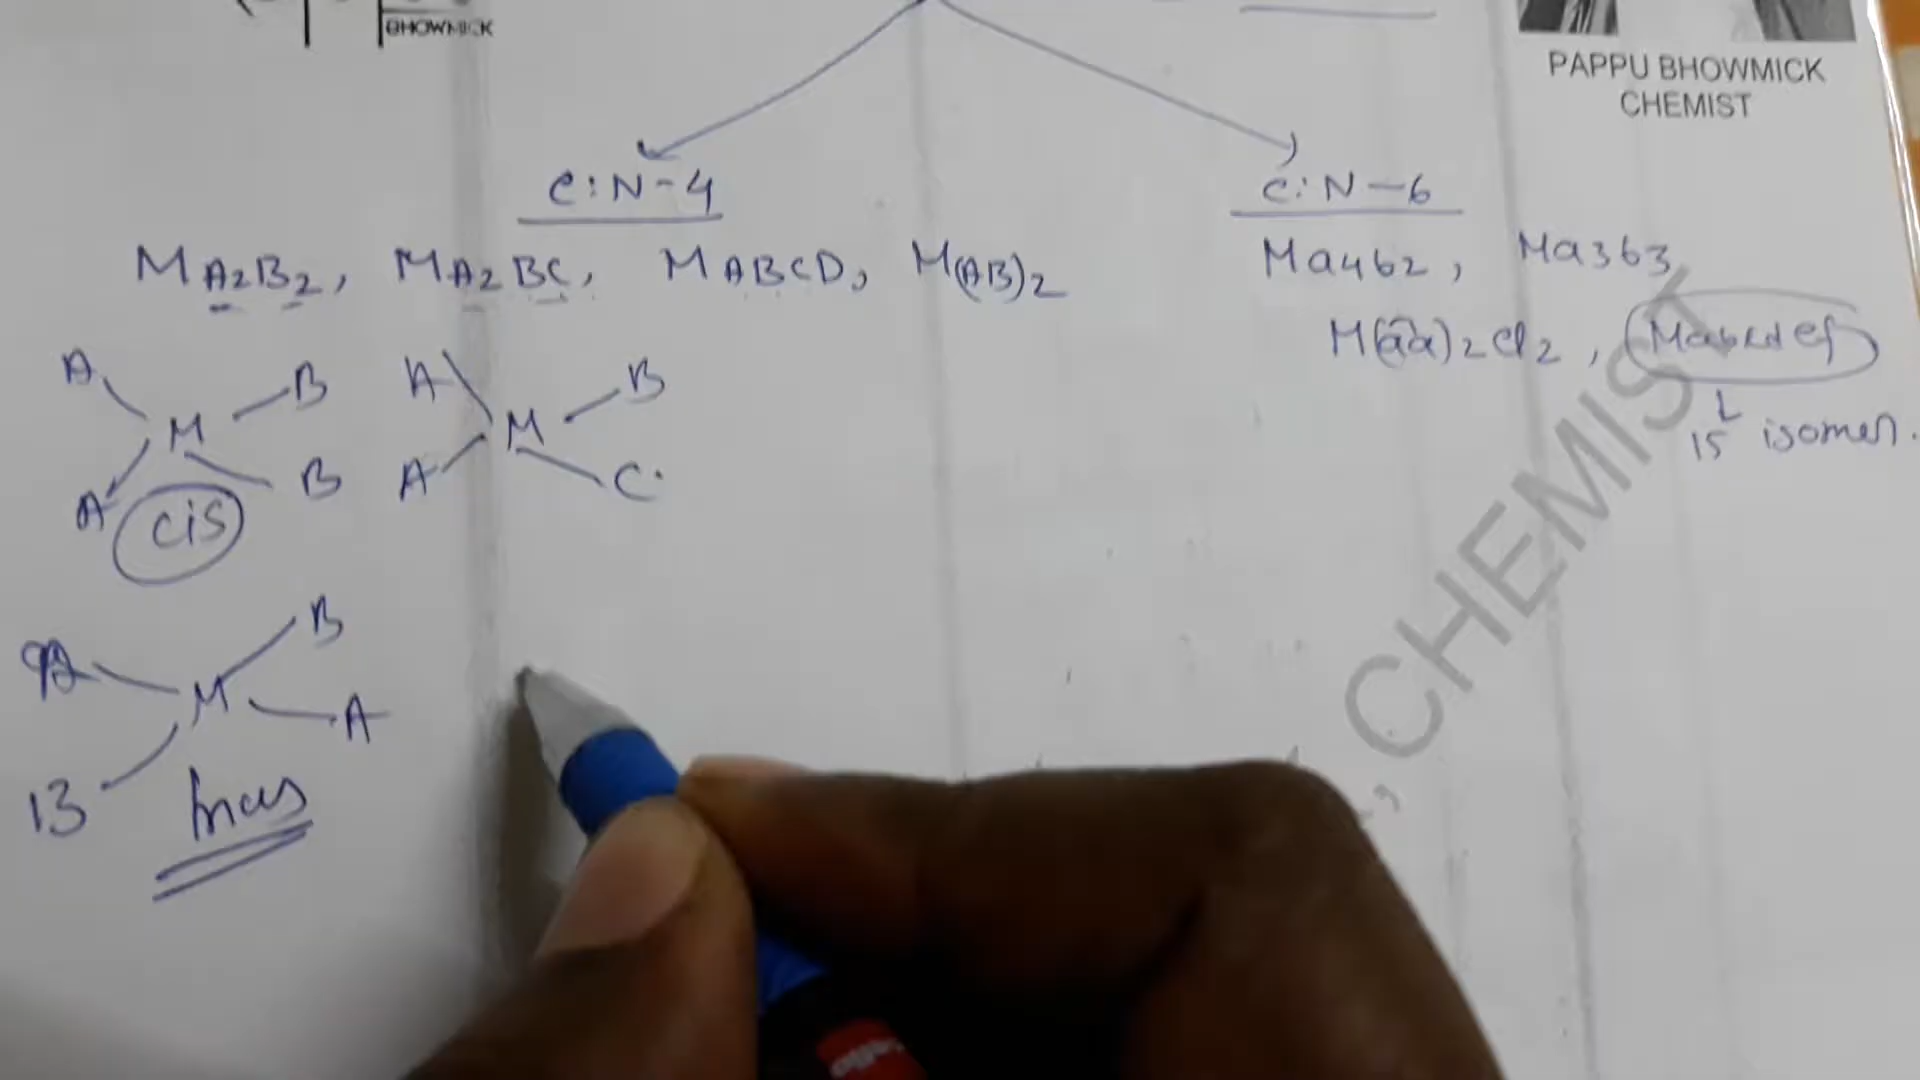 BHOWMICK
PAPPU BHOWMICK
CHEMIST
C:N-4
C:N-6
MA2B2, MA2BC, MABCD, M(AB)2
Ma4b2, Ma3b3,
M(aa)2Cl2, Mabcdef
15 isomer.
A B A B
M M
A B A C.
cis
B
A M A
B
trans
, CHEMIST